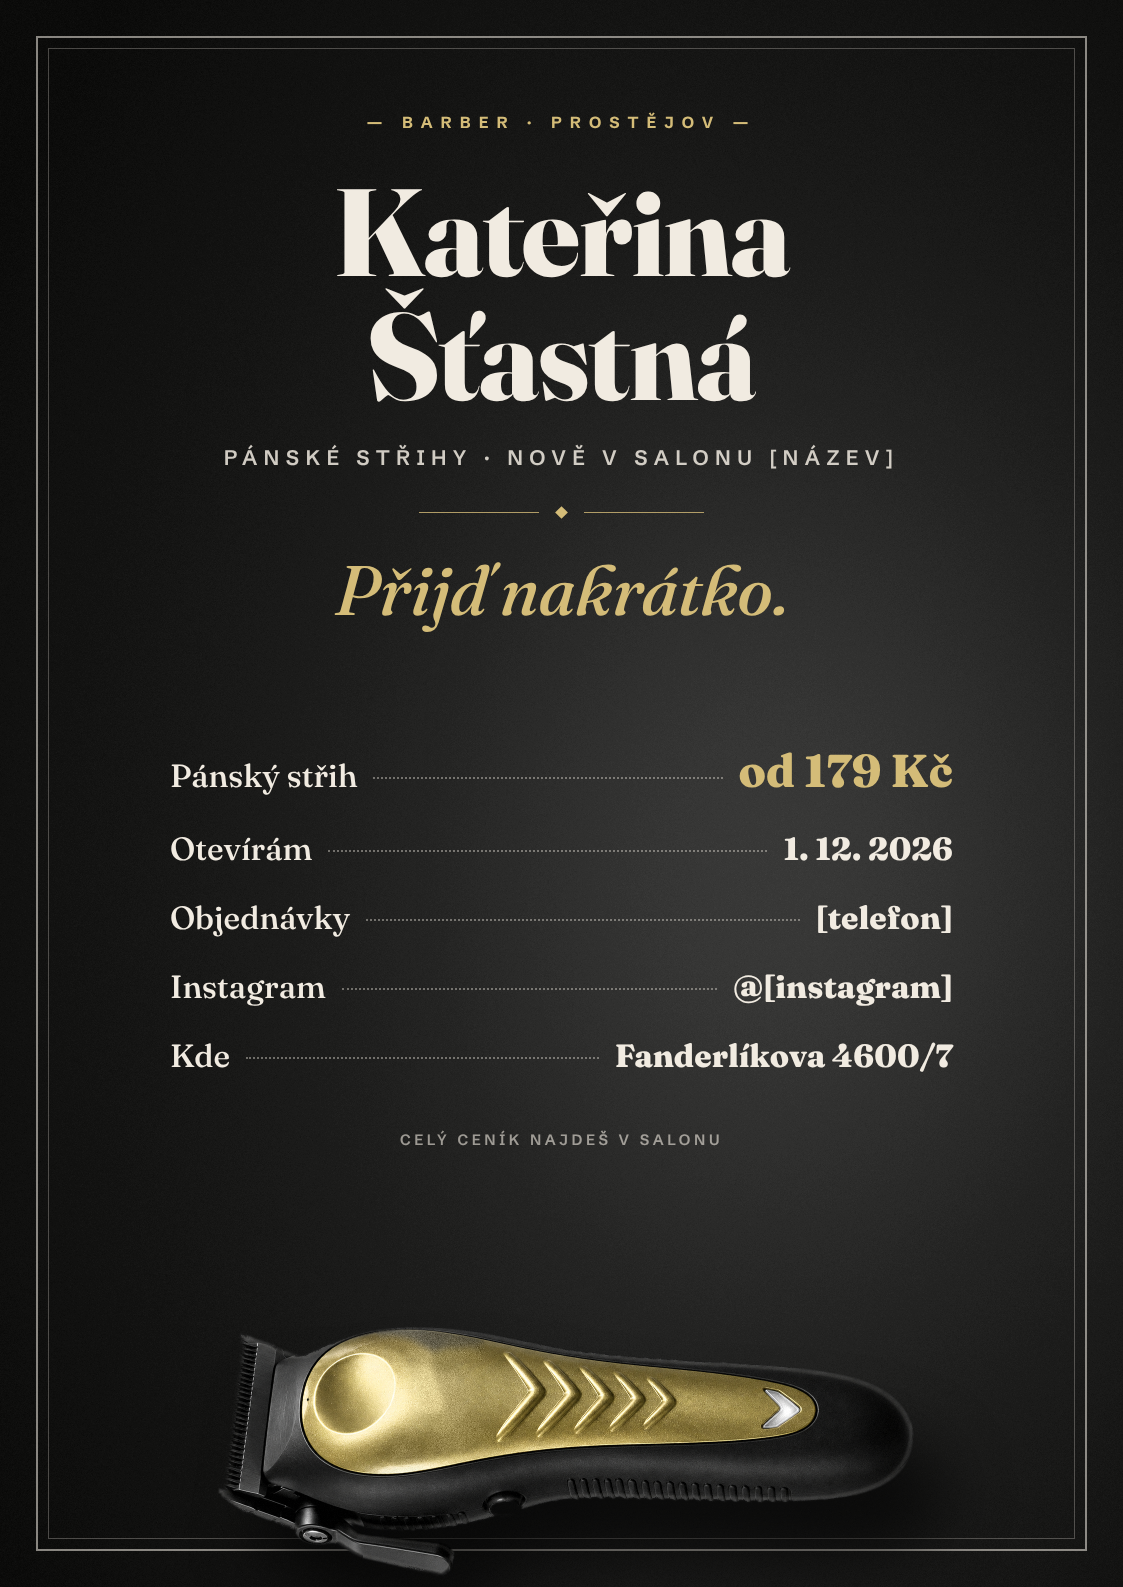 — BARBER · PROSTĚJOV —
Kateřina
Šťastná
PÁNSKÉ STŘIHY · NOVĚ V SALONU [NÁZEV]
Přijď nakrátko.
Pánský střih od 179 Kč
Otevírám 1. 12. 2026
Objednávky [telefon]
Instagram @[instagram]
Kde Fanderlíkova 4600/7
CELÝ CENÍK NAJDEŠ V SALONU